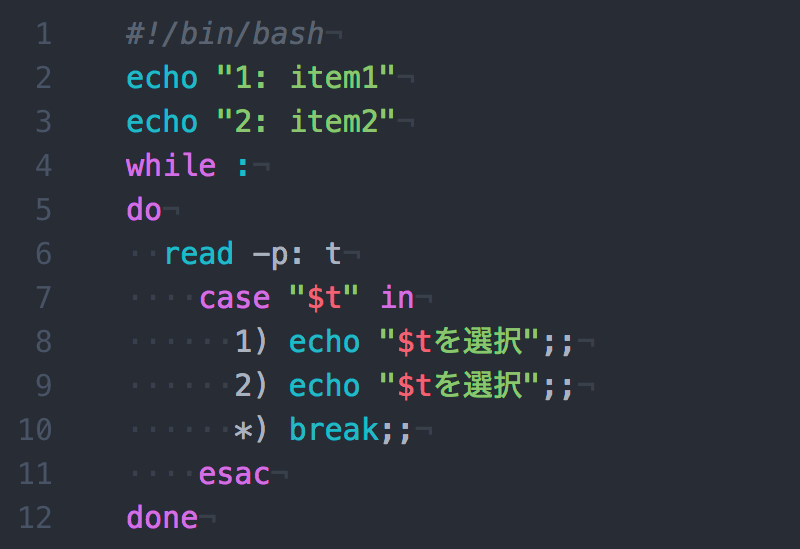 1 #!/bin/bash¬
2 echo "1: item1"¬
3 echo "2: item2"¬
4 while :¬
5 do¬
6 ··read -p: t¬
7 ····case "$t" in¬
8 ······1) echo "$tを選択";;¬
9 ······2) echo "$tを選択";;¬
10 ······*) break;;¬
11 ····esac¬
12 done¬